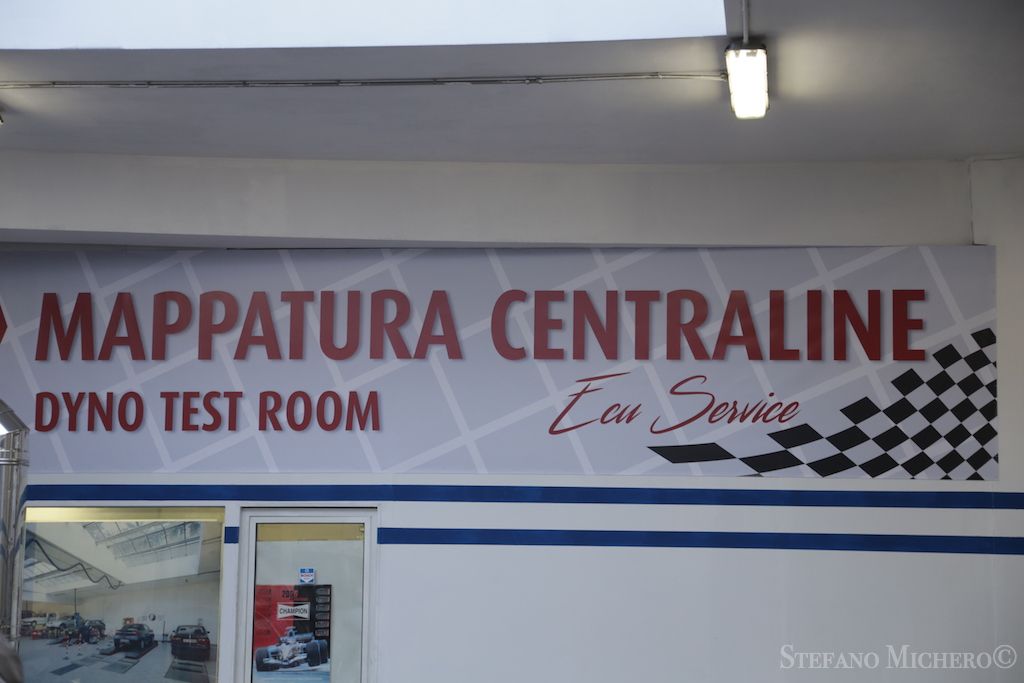 MAPPATURA CENTRALINE
DYNO TEST ROOM
Ecu Service
CHAMPION
STEFANO MICHERO©